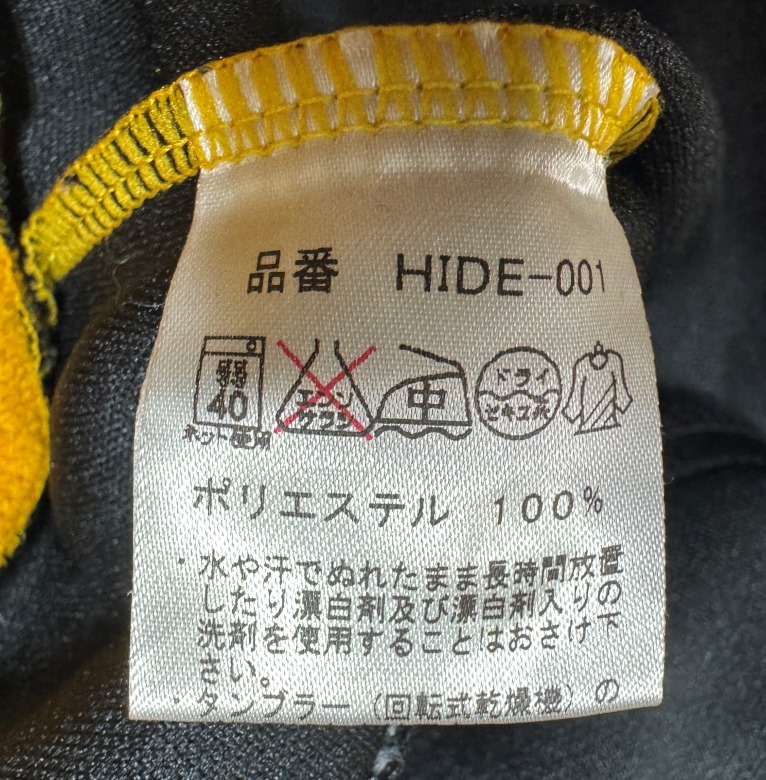 品番 HIDE-001
弱
40
ネット使用
エンソ
サラシ
中
ドライ
セキユ系
ポリエステル 100%
・水や汗でぬれたまま長時間放置
したり漂白剤及び漂白剤入りの
洗剤を使用することはおさけ下
さい。
・タンブラー（回転式乾燥機）の